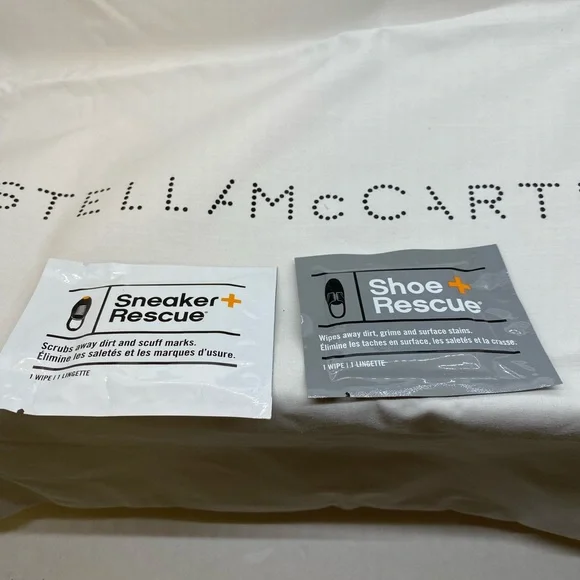 STELLA McCART
Sneaker+
Rescue
Scrubs away dirt and scuff marks.
Élimine les saletés et les marques d'usure.
1 WIPE / 1 LINGETTE
Shoe+
Rescue
Wipes away dirt, grime and surface stains.
Élimine les taches en surface, les saletés et la crasse.
1 WIPE / 1 LINGETTE